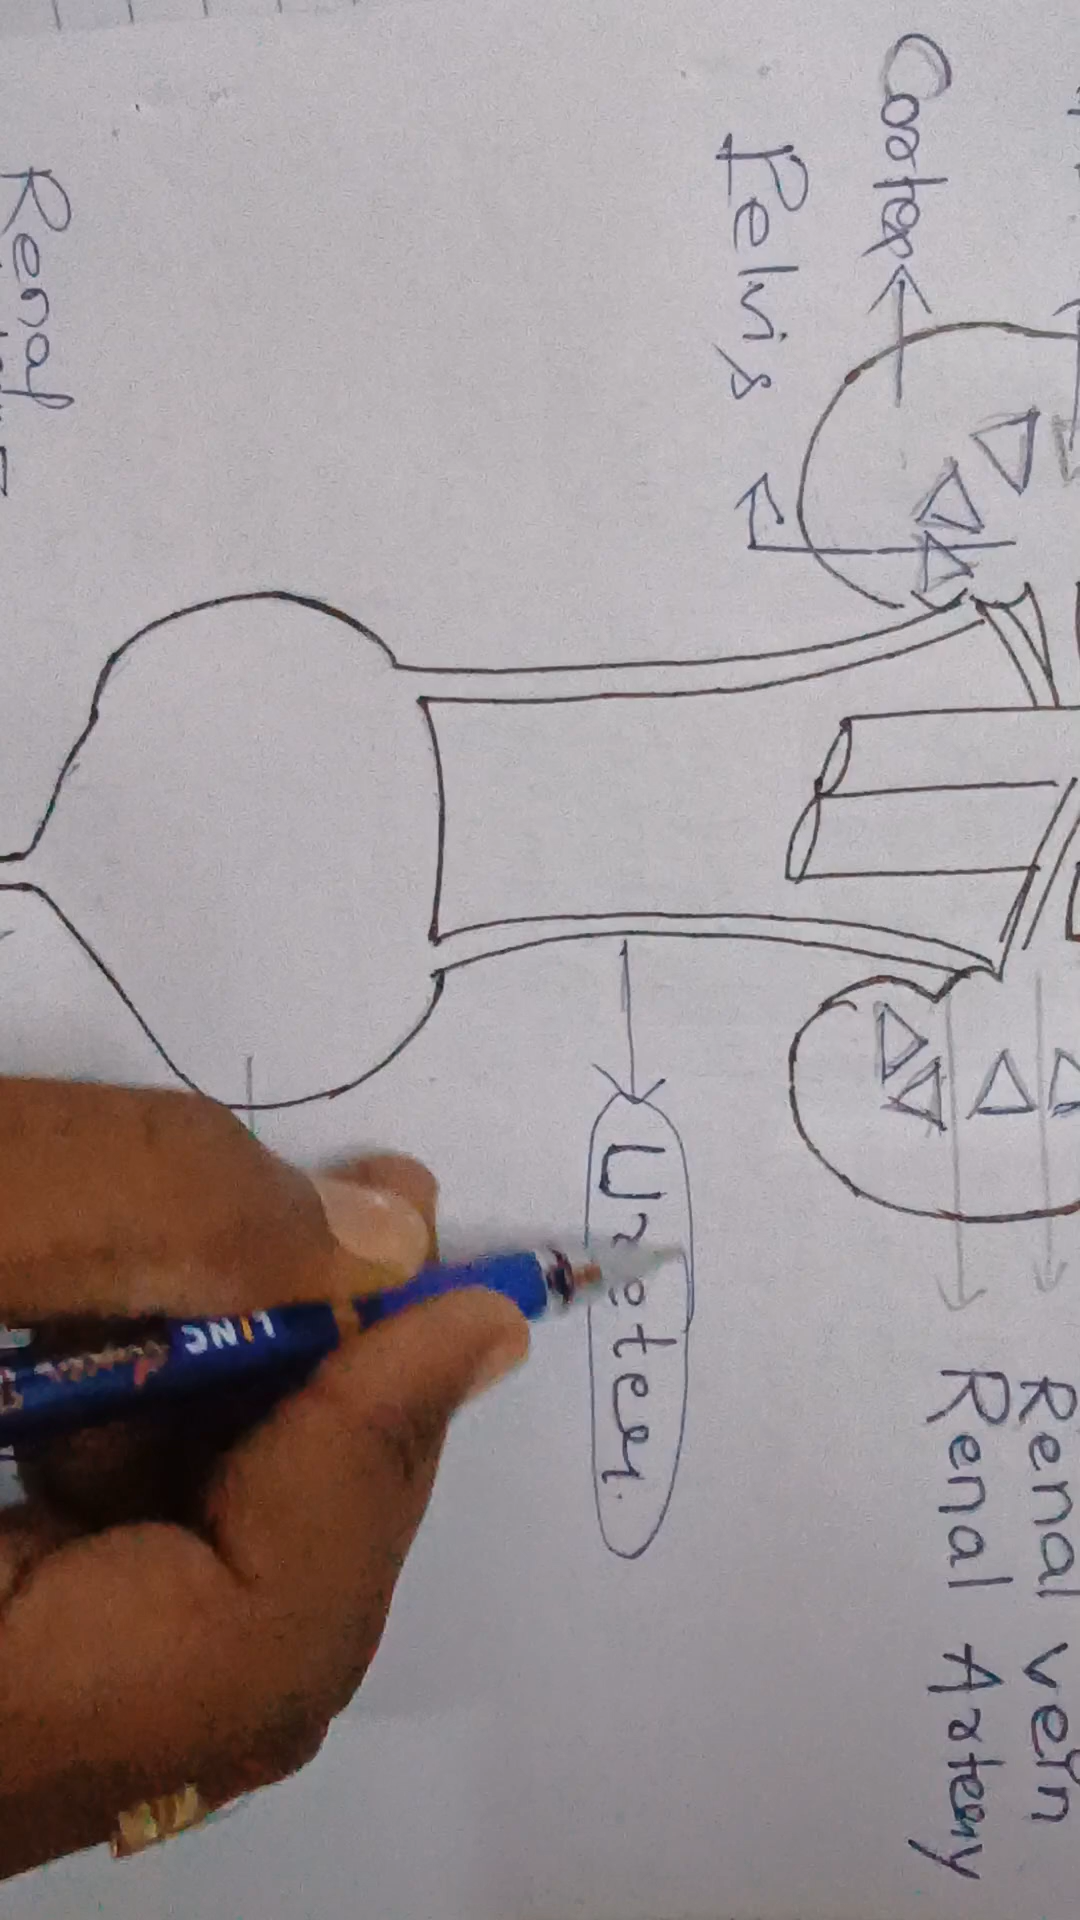 Cortex
Pelvis
Renal vein
Renal Artery
Ureter.
Renal
LINC